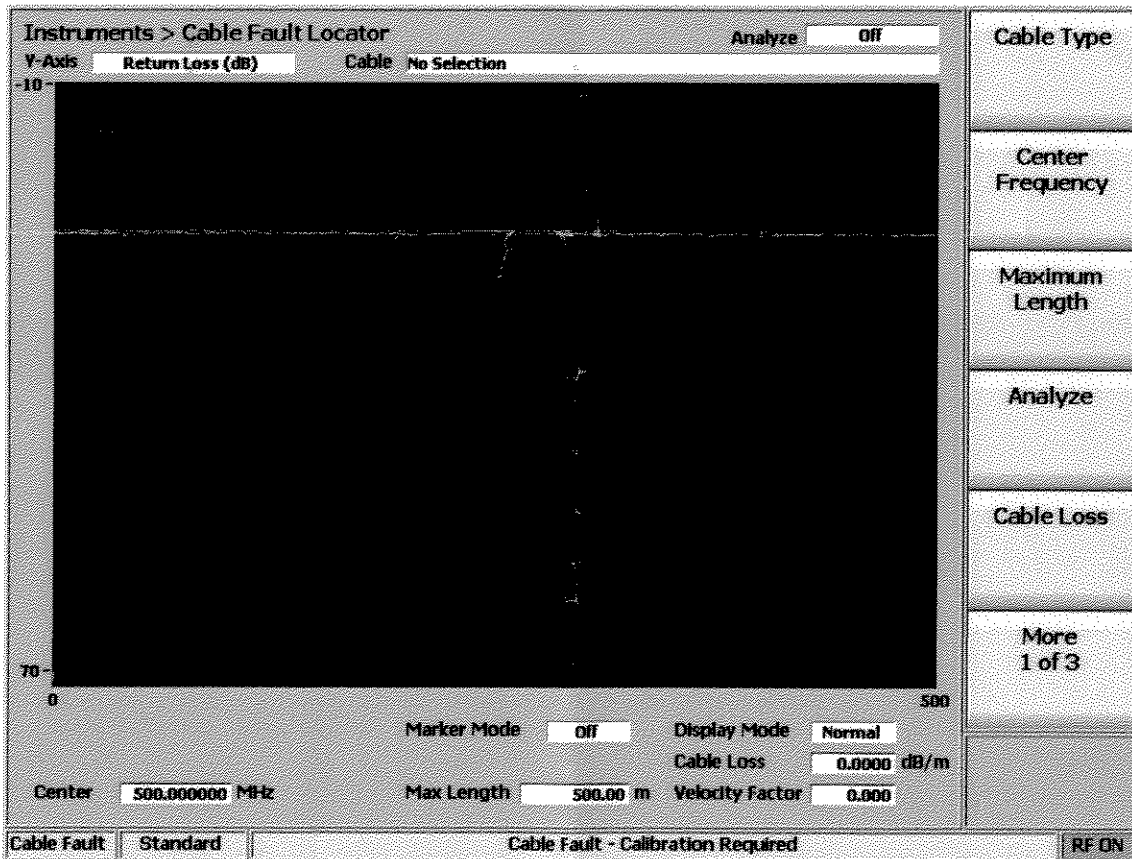 Instruments > Cable Fault Locator
Analyze Off
Y-Axis Return Loss (dB) Cable No Selection
-10
70
0 500
Marker Mode Off Display Mode Normal
Cable Loss 0.0000 dB/m
Center 500.000000 MHz Max Length 500.00 m Velocity Factor 0.000
Cable Fault Standard Cable Fault - Calibration Required RF ON
Cable Type
Center
Frequency
Maximum
Length
Analyze
Cable Loss
More
1 of 3